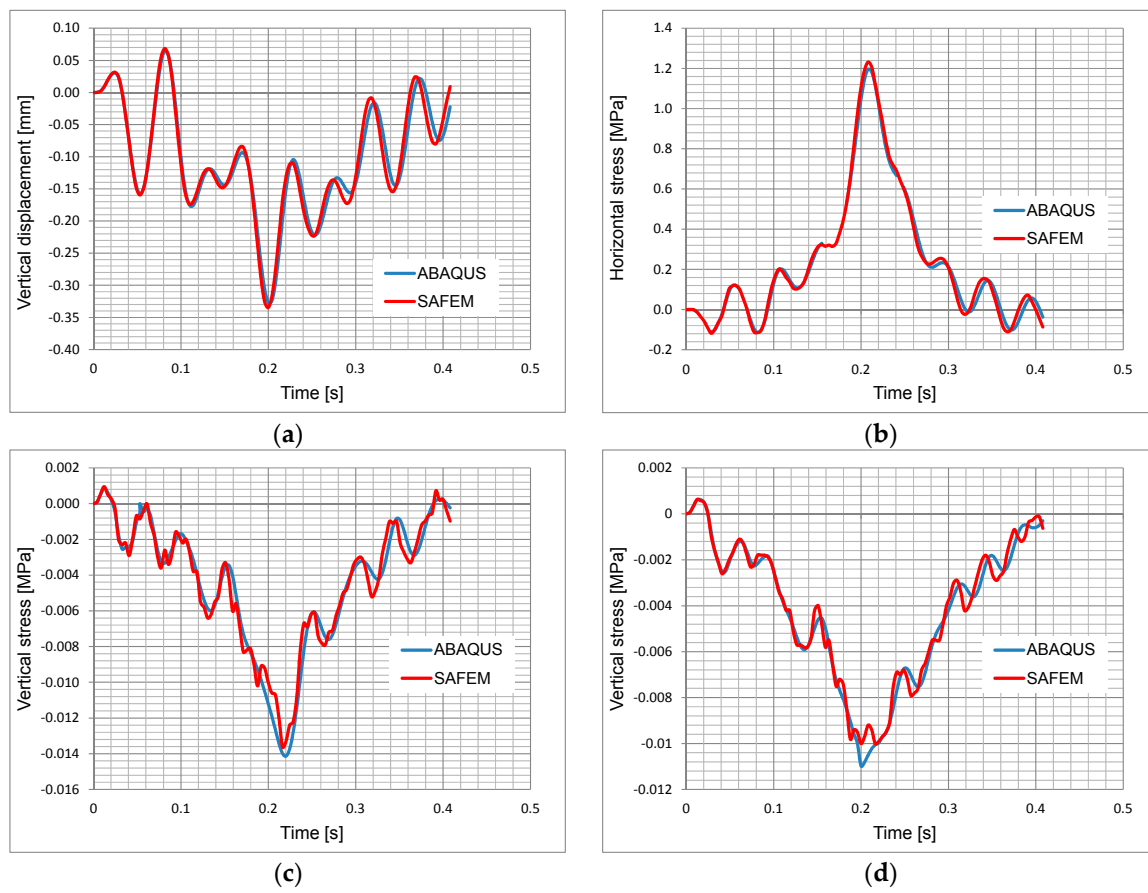 0.10
0.05
0.00
-0.05
-0.10
-0.15
-0.20
-0.25
-0.30
-0.35
-0.40
Vertical displacement [mm]
ABAQUS
SAFEM
0 0.1 0.2 0.3 0.4 0.5
Time [s]
(a)
1.4
1.2
1.0
0.8
0.6
0.4
0.2
0.0
-0.2
Horizontal stress [MPa]
ABAQUS
SAFEM
0 0.1 0.2 0.3 0.4 0.5
Time [s]
(b)
0.002
0.000
-0.002
-0.004
-0.006
-0.008
-0.010
-0.012
-0.014
-0.016
Vertical stress [MPa]
ABAQUS
SAFEM
0 0.1 0.2 0.3 0.4 0.5
Time [s]
(c)
0.002
0
-0.002
-0.004
-0.006
-0.008
-0.01
-0.012
Vertical stress [MPa]
ABAQUS
SAFEM
0 0.1 0.2 0.3 0.4 0.5
Time [s]
(d)